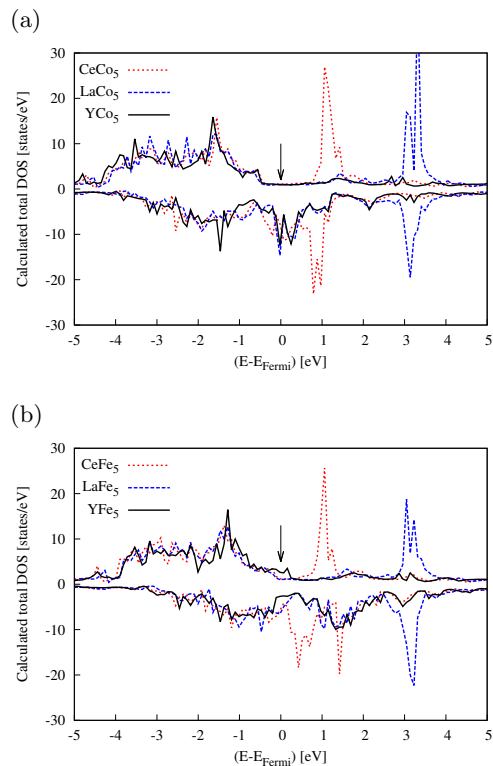 (a)
Calculated total DOS [states/eV]
30
20
10
0
-10
-20
-30
CeCo5
LaCo5
YCo5
-5 -4 -3 -2 -1 0 1 2 3 4 5
(E-EFermi) [eV]
(b)
Calculated total DOS [states/eV]
30
20
10
0
-10
-20
-30
CeFe5
LaFe5
YFe5
-5 -4 -3 -2 -1 0 1 2 3 4 5
(E-EFermi) [eV]